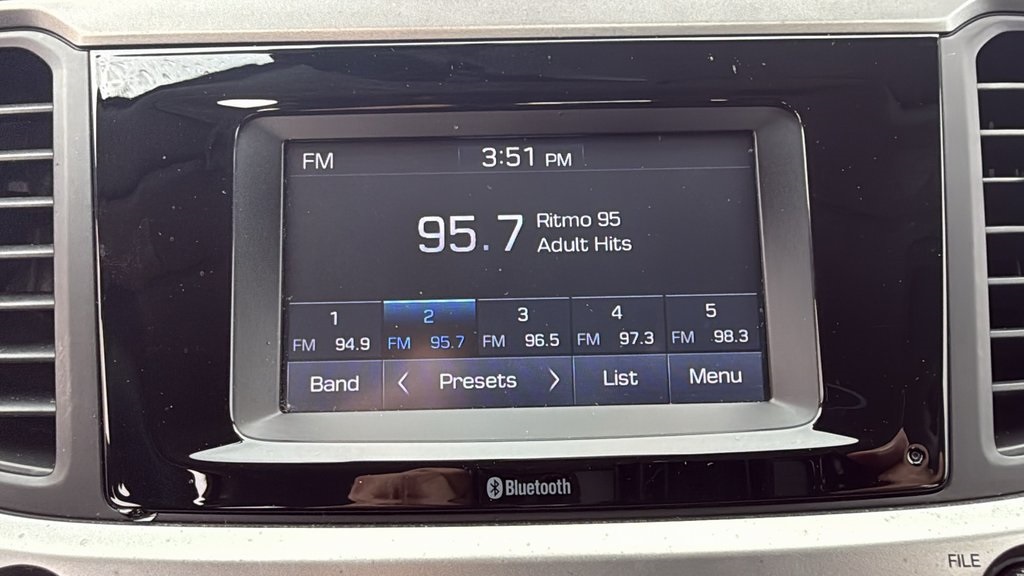 FM 3:51 PM
95.7 Ritmo 95
Adult Hits
1 2 3 4 5
FM 94.9 FM 95.7 FM 96.5 FM 97.3 FM 98.3
Band < Presets > List Menu
Bluetooth
FILE